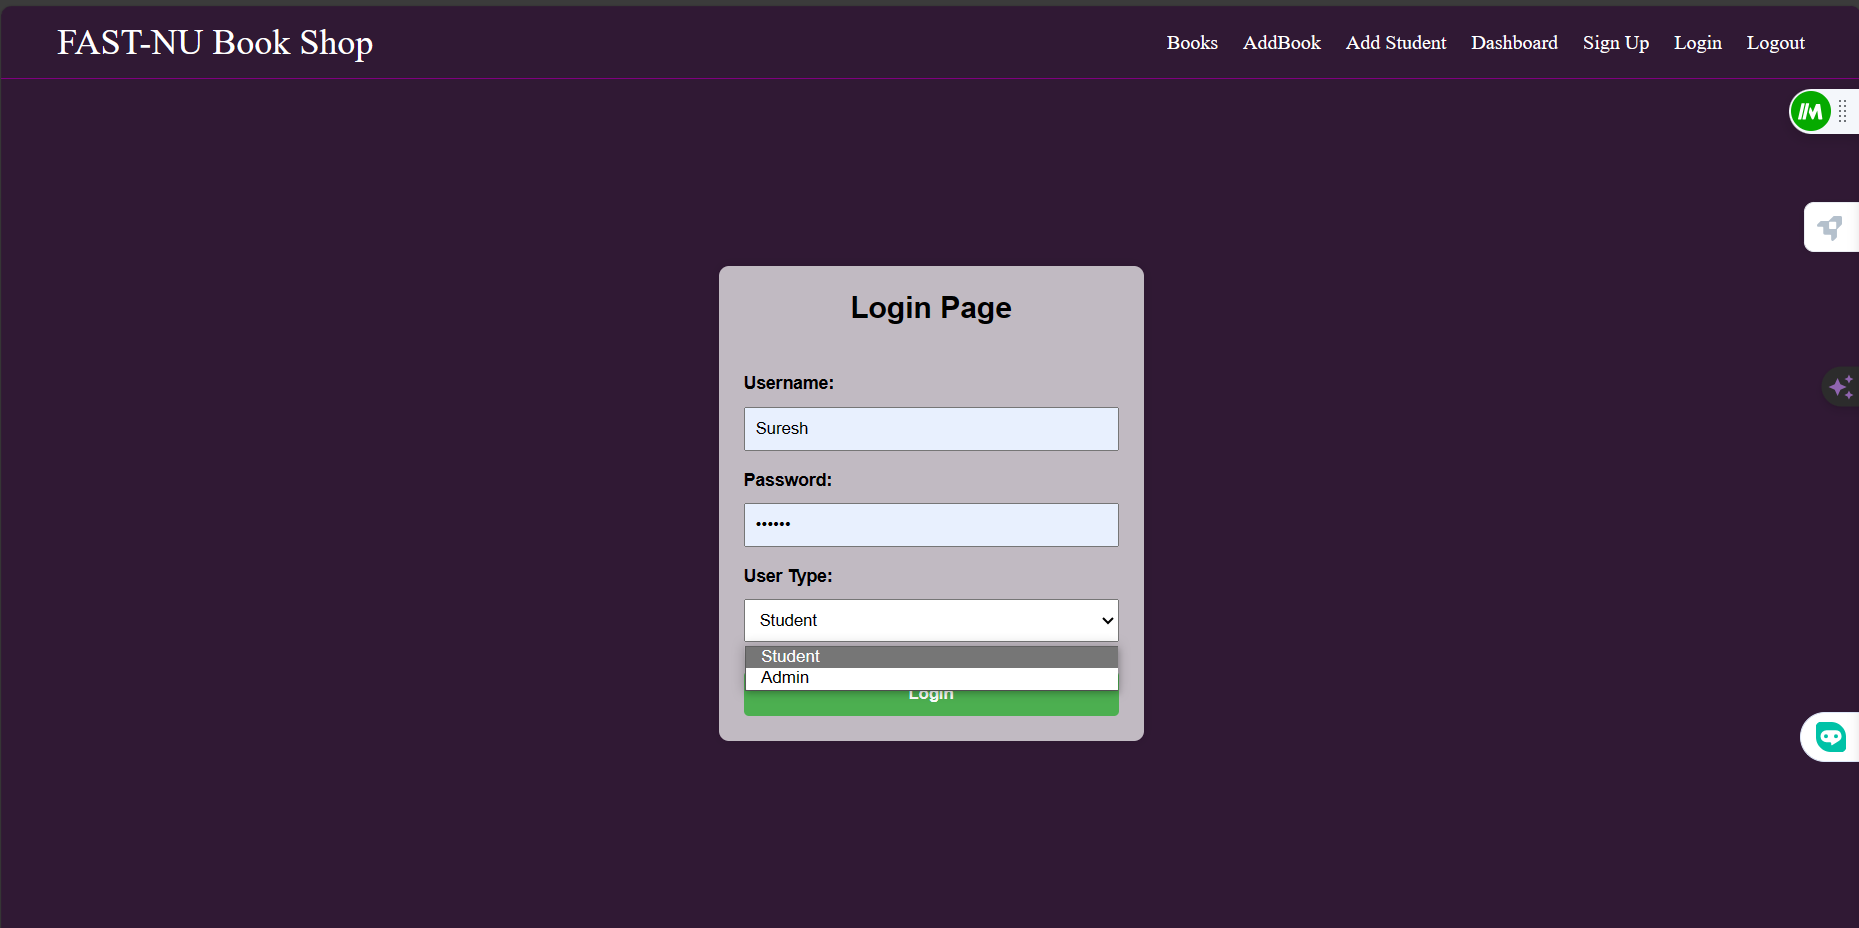 FAST-NU Book Shop
Books AddBook Add Student Dashboard Sign Up Login Logout
Login Page
Username:
Suresh
Password:
••••••
User Type:
Student
Student
Admin
Login